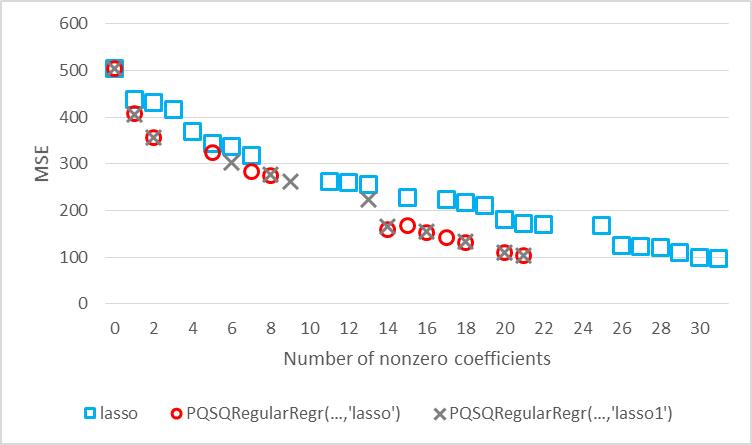 600
500
400
300
200
100
0
MSE
0 2 4 6 8 10 12 14 16 18 20 22 24 26 28 30
Number of nonzero coefficients
lasso PQSQRegularRegr(...,'lasso') PQSQRegularRegr(...,'lasso1')